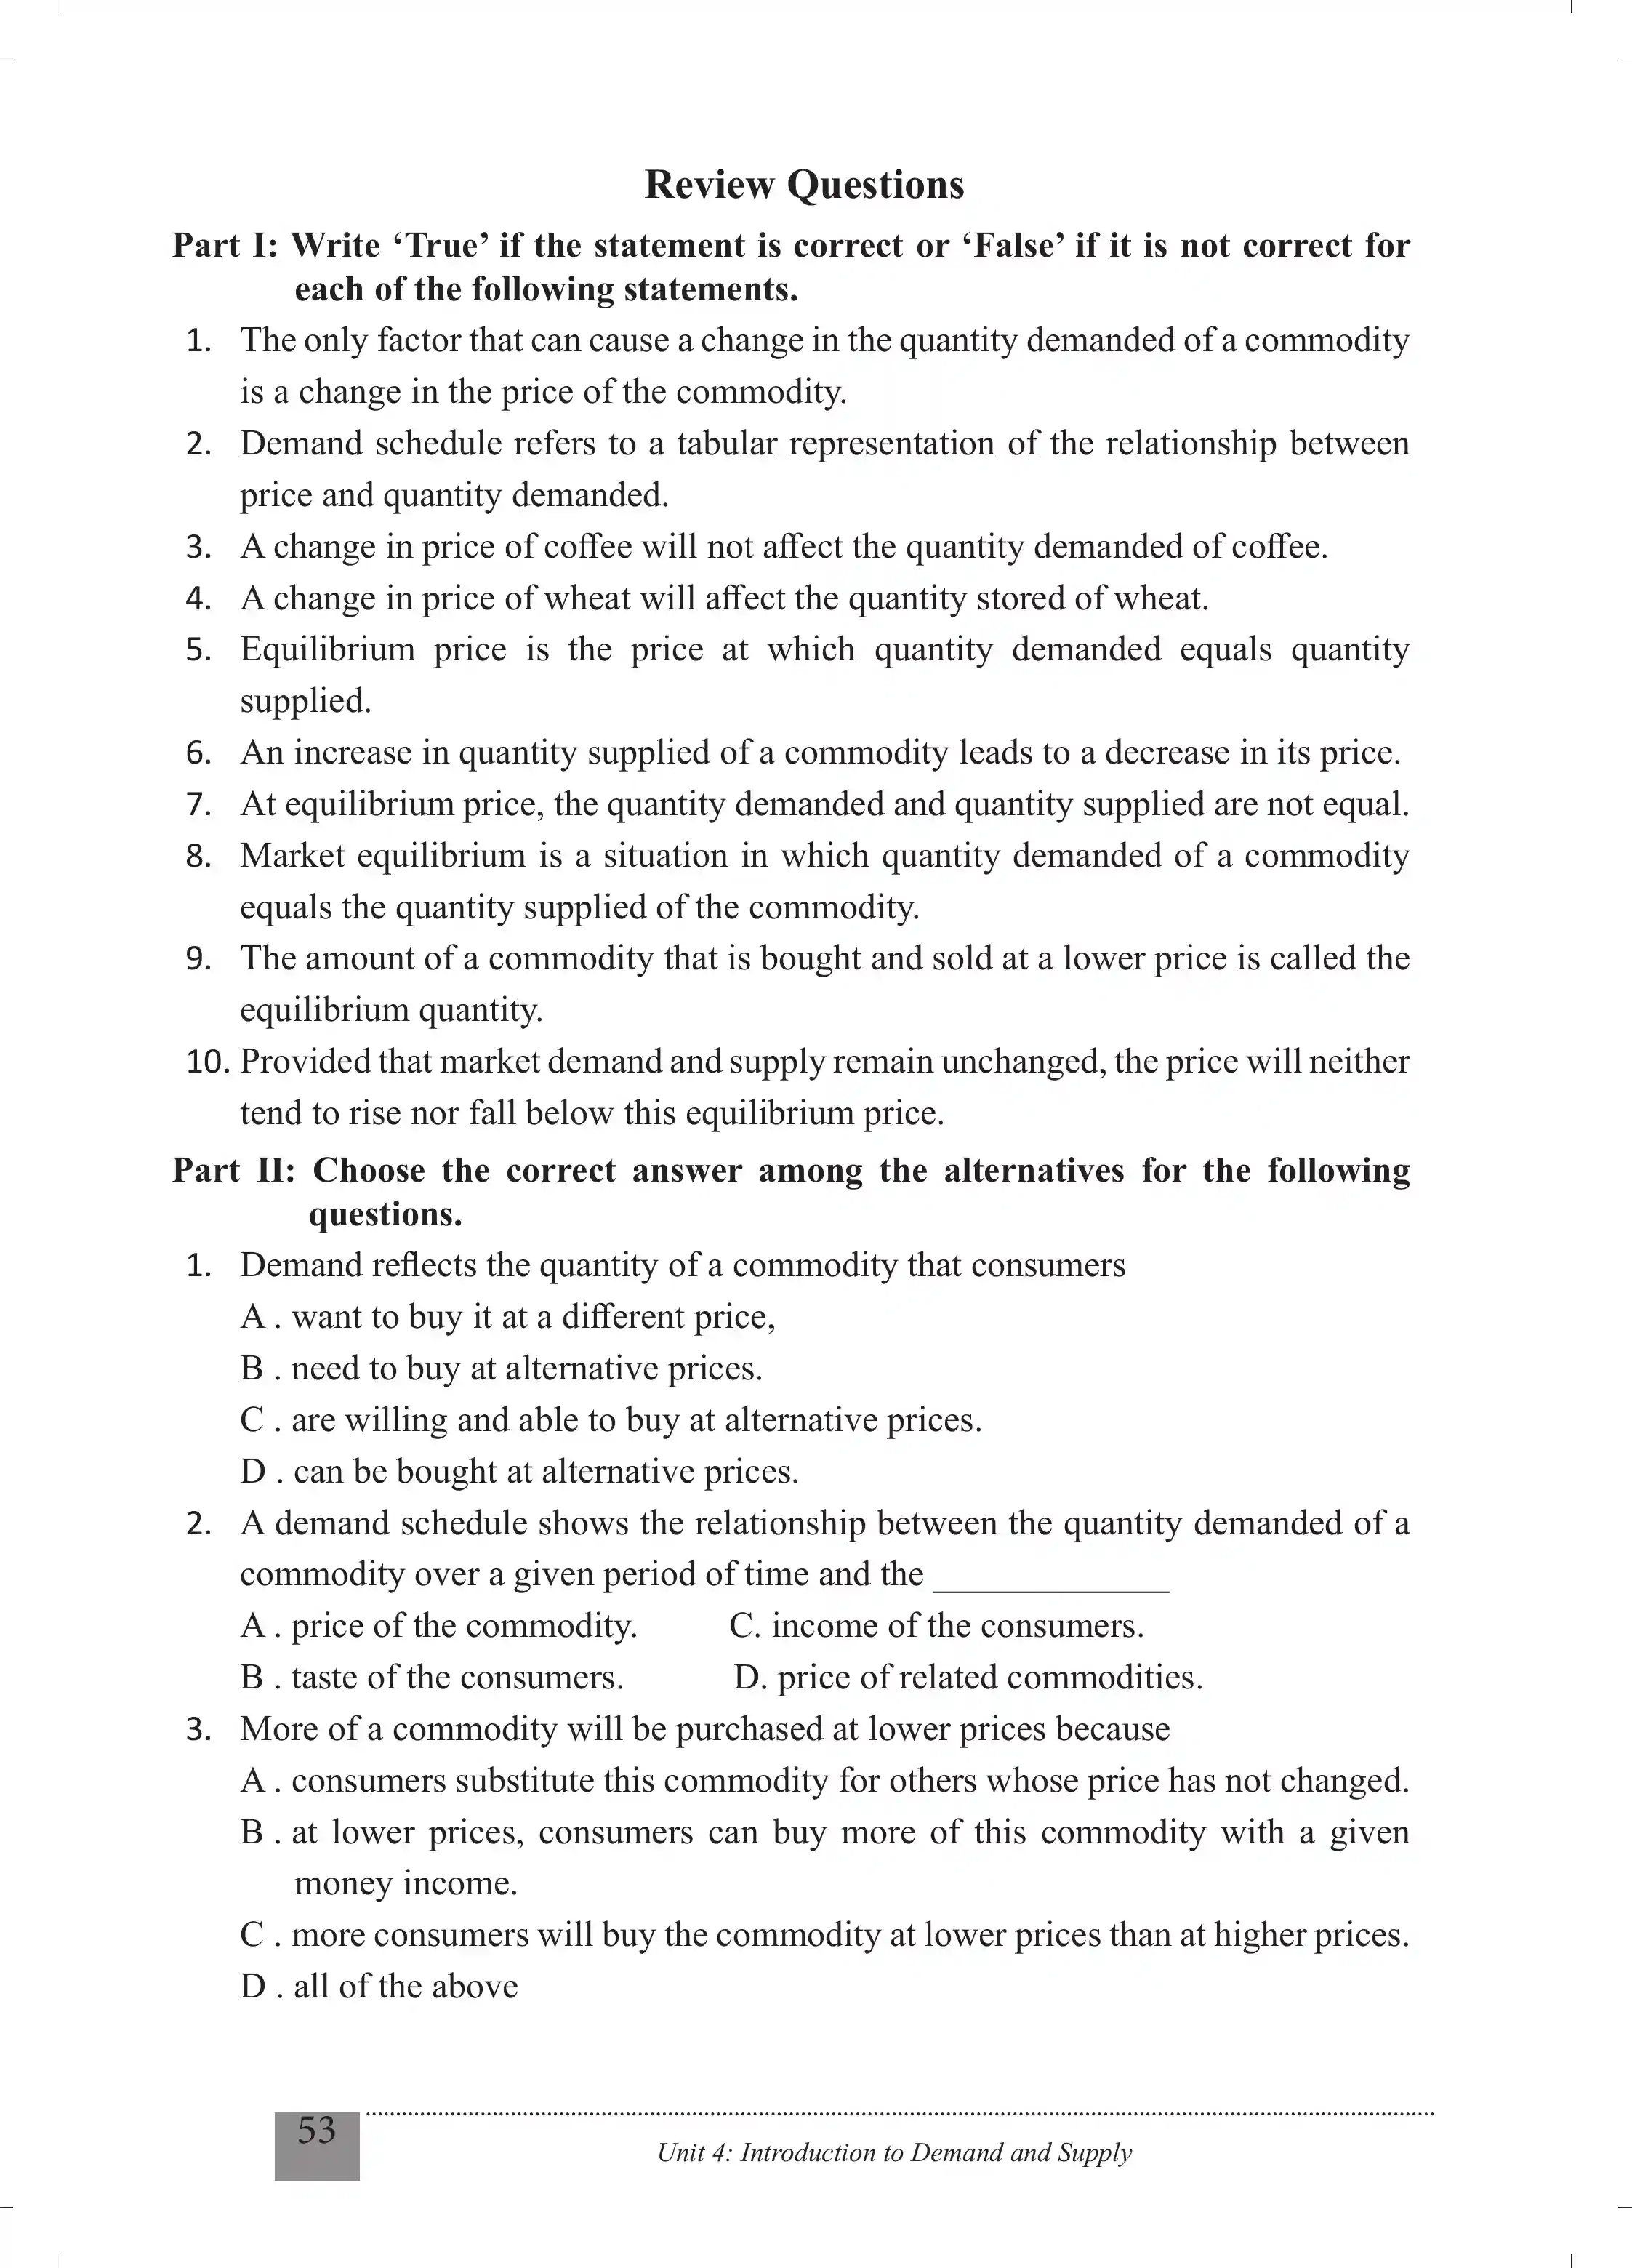 Review Questions
Part I: Write ‘True’ if the statement is correct or ‘False’ if it is not correct for
each of the following statements.
1. The only factor that can cause a change in the quantity demanded of a commodity
is a change in the price of the commodity.
2. Demand schedule refers to a tabular representation of the relationship between
price and quantity demanded.
3. A change in price of coffee will not affect the quantity demanded of coffee.
4. A change in price of wheat will affect the quantity stored of wheat.
5. Equilibrium price is the price at which quantity demanded equals quantity
supplied.
6. An increase in quantity supplied of a commodity leads to a decrease in its price.
7. At equilibrium price, the quantity demanded and quantity supplied are not equal.
8. Market equilibrium is a situation in which quantity demanded of a commodity
equals the quantity supplied of the commodity.
9. The amount of a commodity that is bought and sold at a lower price is called the
equilibrium quantity.
10. Provided that market demand and supply remain unchanged, the price will neither
tend to rise nor fall below this equilibrium price.
Part II: Choose the correct answer among the alternatives for the following
questions.
1. Demand reflects the quantity of a commodity that consumers
A . want to buy it at a different price,
B . need to buy at alternative prices.
C . are willing and able to buy at alternative prices.
D . can be bought at alternative prices.
2. A demand schedule shows the relationship between the quantity demanded of a
commodity over a given period of time and the _____________
A . price of the commodity. C. income of the consumers.
B . taste of the consumers. D. price of related commodities.
3. More of a commodity will be purchased at lower prices because
A . consumers substitute this commodity for others whose price has not changed.
B . at lower prices, consumers can buy more of this commodity with a given
money income.
C . more consumers will buy the commodity at lower prices than at higher prices.
D . all of the above
53
Unit 4: Introduction to Demand and Supply